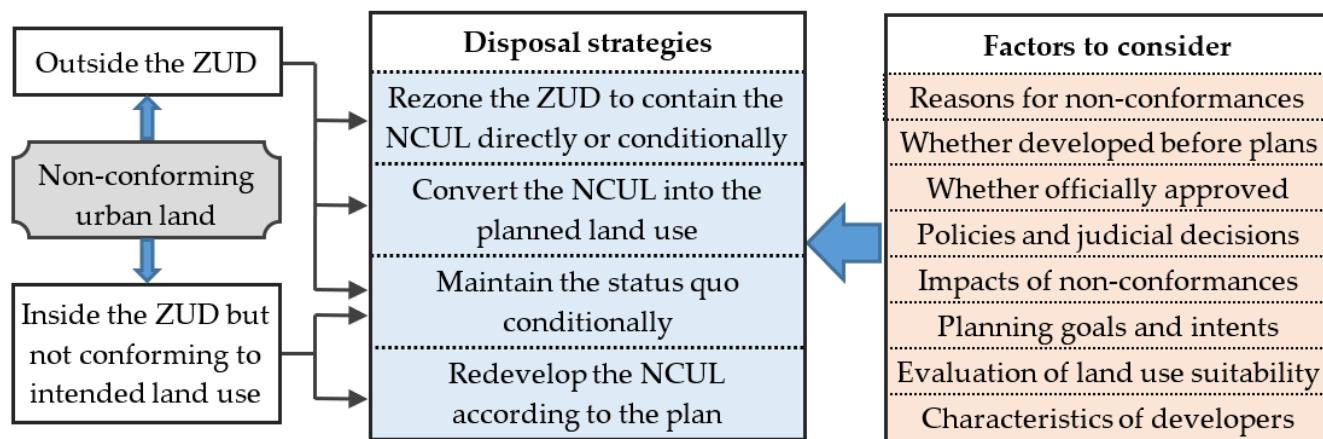 Outside the ZUD
Non-conforming
urban land
Inside the ZUD but
not conforming to
intended land use
Disposal strategies
Rezone the ZUD to contain the
NCUL directly or conditionally
Convert the NCUL into the
planned land use
Maintain the status quo
conditionally
Redevelop the NCUL
according to the plan
Factors to consider
Reasons for non-conformances
Whether developed before plans
Whether officially approved
Policies and judicial decisions
Impacts of non-conformances
Planning goals and intents
Evaluation of land use suitability
Characteristics of developers